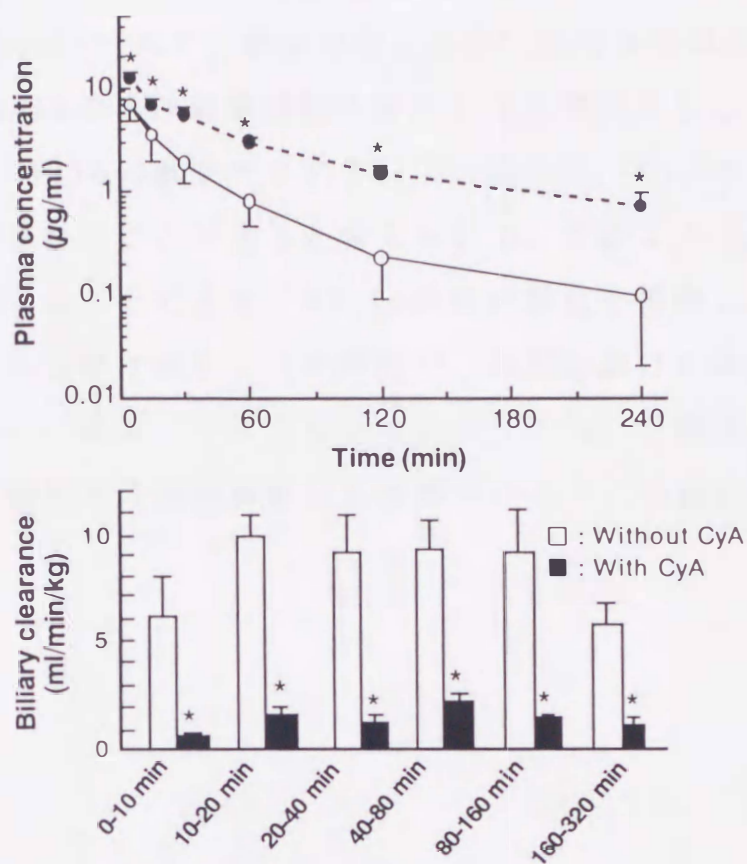 10
1
0.1
0.01
Plasma concentration
(µg/ml)
0 60 120 180 240
Time (min)
10
5
0
Biliary clearance
(ml/min/kg)
□ : Without CyA
■ : With CyA
0-10 min
10-20 min
20-40 min
40-80 min
80-160 min
160-320 min